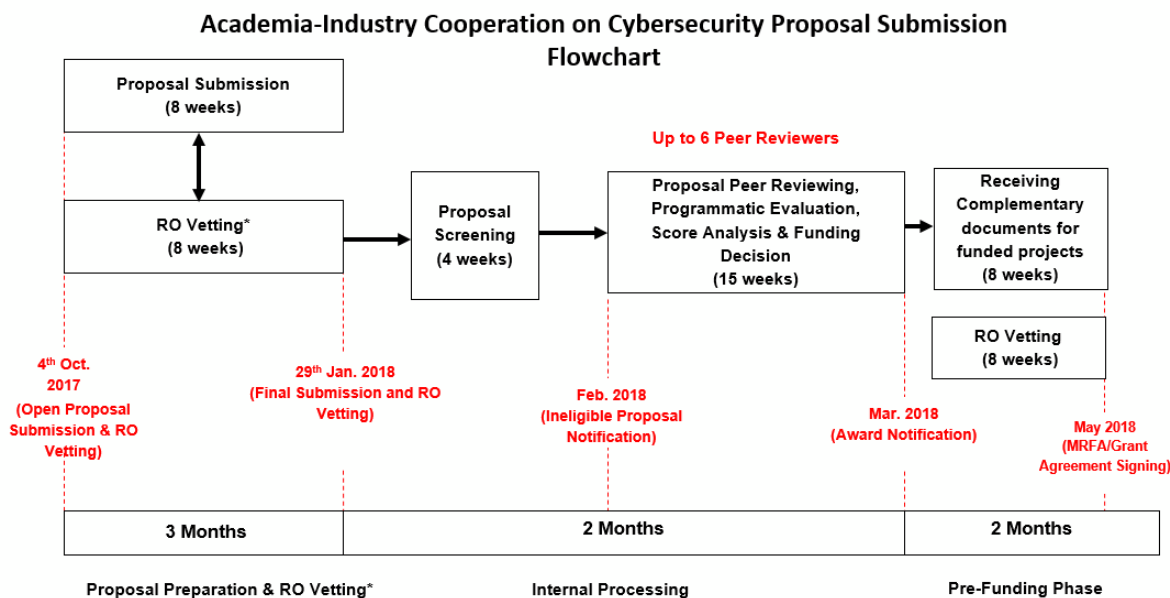 Academia-Industry Cooperation on Cybersecurity Proposal Submission
Flowchart
Proposal Submission
(8 weeks)
Up to 6 Peer Reviewers
RO Vetting*
(8 weeks)
Proposal
Screening
(4 weeks)
Proposal Peer Reviewing,
Programmatic Evaluation,
Score Analysis & Funding
Decision
(15 weeks)
Receiving
Complementary
documents for
funded projects
(8 weeks)
RO Vetting
(8 weeks)
4th Oct.
2017
(Open Proposal
Submission & RO
Vetting)
29th Jan. 2018
(Final Submission and RO
Vetting)
Feb. 2018
(Ineligible Proposal
Notification)
Mar. 2018
(Award Notification)
May 2018
(MRFA/Grant
Agreement Signing)
3 Months
2 Months
2 Months
Proposal Preparation & RO Vetting*
Internal Processing
Pre-Funding Phase